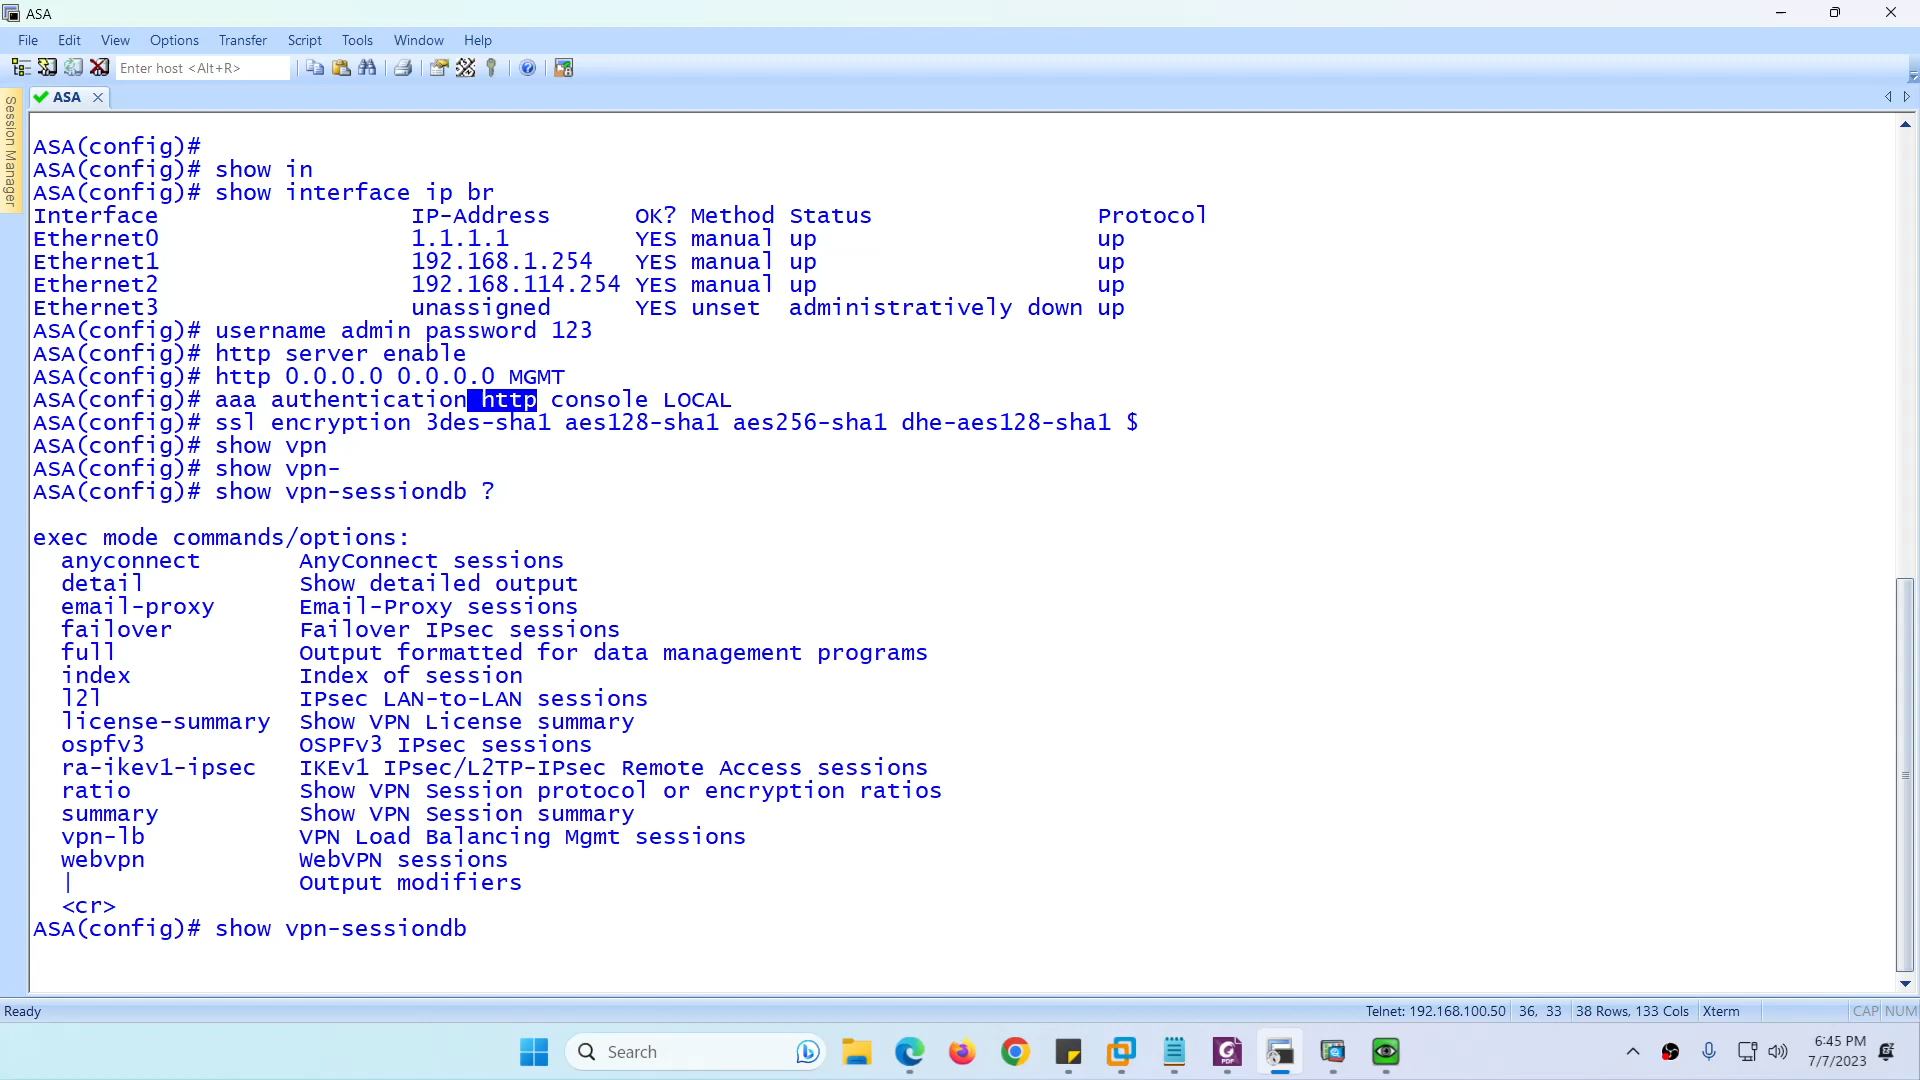 ASA
File Edit View Options Transfer Script Tools Window Help
Enter host <Alt+R>
ASA
Session Manager
ASA(config)#
ASA(config)# show in
ASA(config)# show interface ip br
Interface IP-Address OK? Method Status Protocol
Ethernet0 1.1.1.1 YES manual up up
Ethernet1 192.168.1.254 YES manual up up
Ethernet2 192.168.114.254 YES manual up up
Ethernet3 unassigned YES unset administratively down up
ASA(config)# username admin password 123
ASA(config)# http server enable
ASA(config)# http 0.0.0.0 0.0.0.0 MGMT
ASA(config)# aaa authentication http console LOCAL
ASA(config)# ssl encryption 3des-sha1 aes128-sha1 aes256-sha1 dhe-aes128-sha1 $
ASA(config)# show vpn
ASA(config)# show vpn-
ASA(config)# show vpn-sessiondb ?
exec mode commands/options:
anyconnect AnyConnect sessions
detail Show detailed output
email-proxy Email-Proxy sessions
failover Failover IPsec sessions
full Output formatted for data management programs
index Index of session
l2l IPsec LAN-to-LAN sessions
license-summary Show VPN License summary
ospfv3 OSPFv3 IPsec sessions
ra-ikev1-ipsec IKEv1 IPsec/L2TP-IPsec Remote Access sessions
ratio Show VPN Session protocol or encryption ratios
summary Show VPN Session summary
vpn-lb VPN Load Balancing Mgmt sessions
webvpn WebVPN sessions
| Output modifiers
<cr>
ASA(config)# show vpn-sessiondb
Ready Telnet: 192.168.100.50 36, 33 38 Rows, 133 Cols Xterm CAP NUM
Search
6:45 PM
7/7/2023